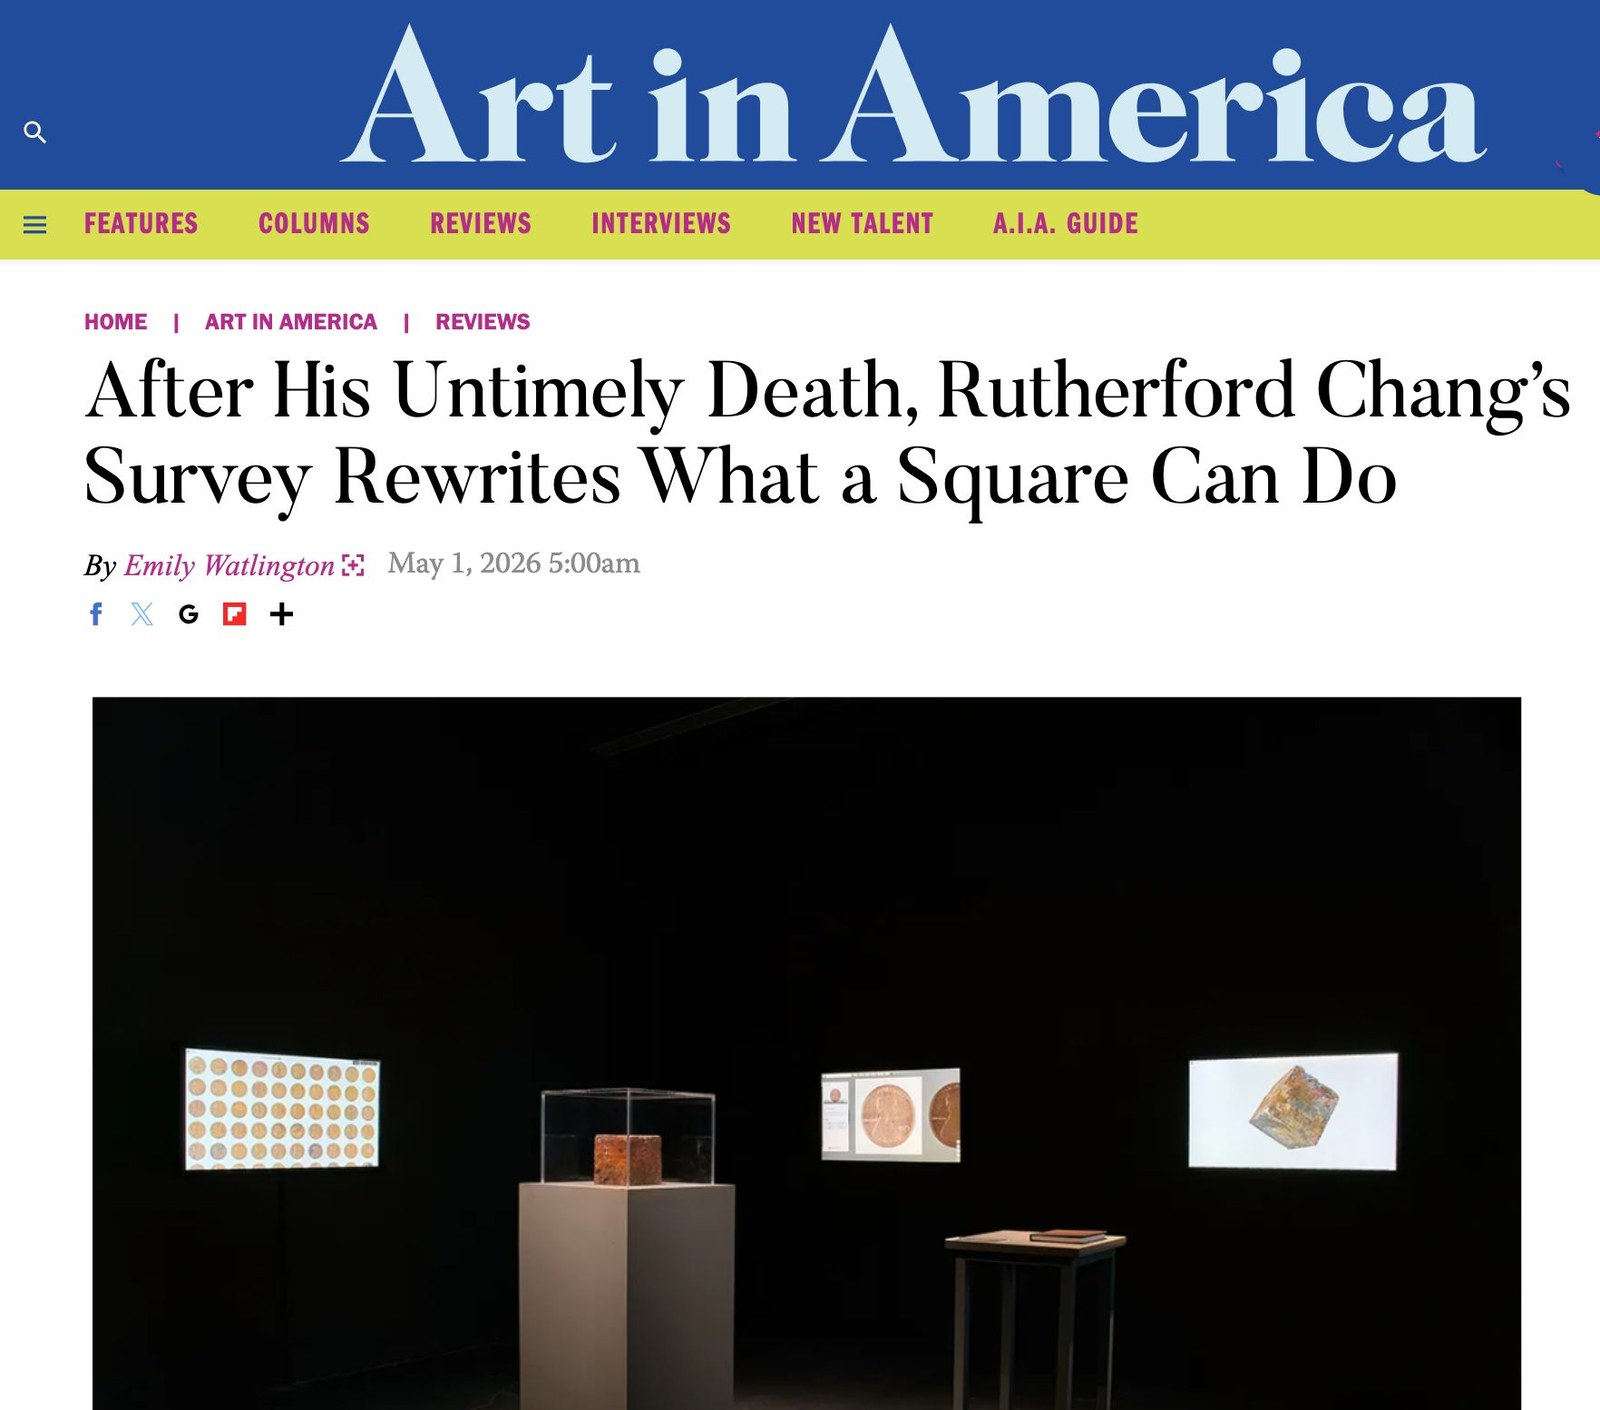 Art in America
FEATURES COLUMNS REVIEWS INTERVIEWS NEW TALENT A.I.A. GUIDE
HOME | ART IN AMERICA | REVIEWS
After His Untimely Death, Rutherford Chang’s
Survey Rewrites What a Square Can Do
By Emily Watlington May 1, 2026 5:00am